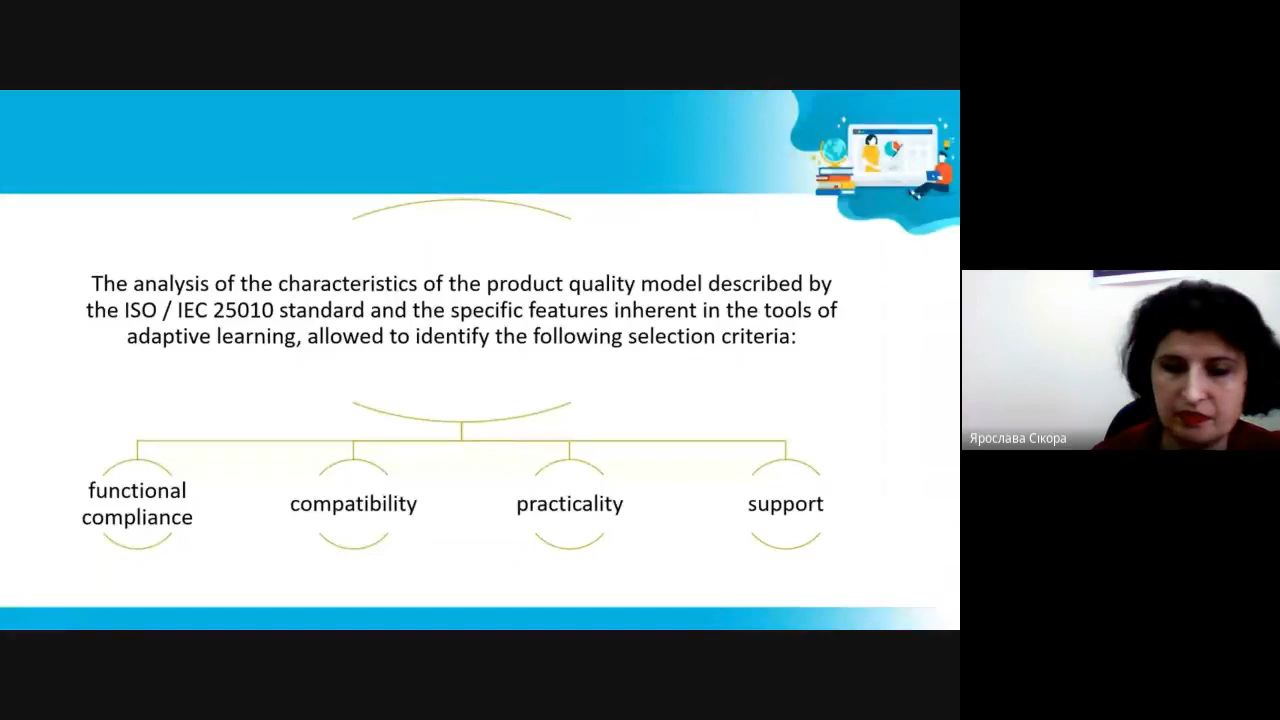 The analysis of the characteristics of the product quality model described by
the ISO / IEC 25010 standard and the specific features inherent in the tools of
adaptive learning, allowed to identify the following selection criteria:
functional
compliance
compatibility
practicality
support
Ярослава Сікора